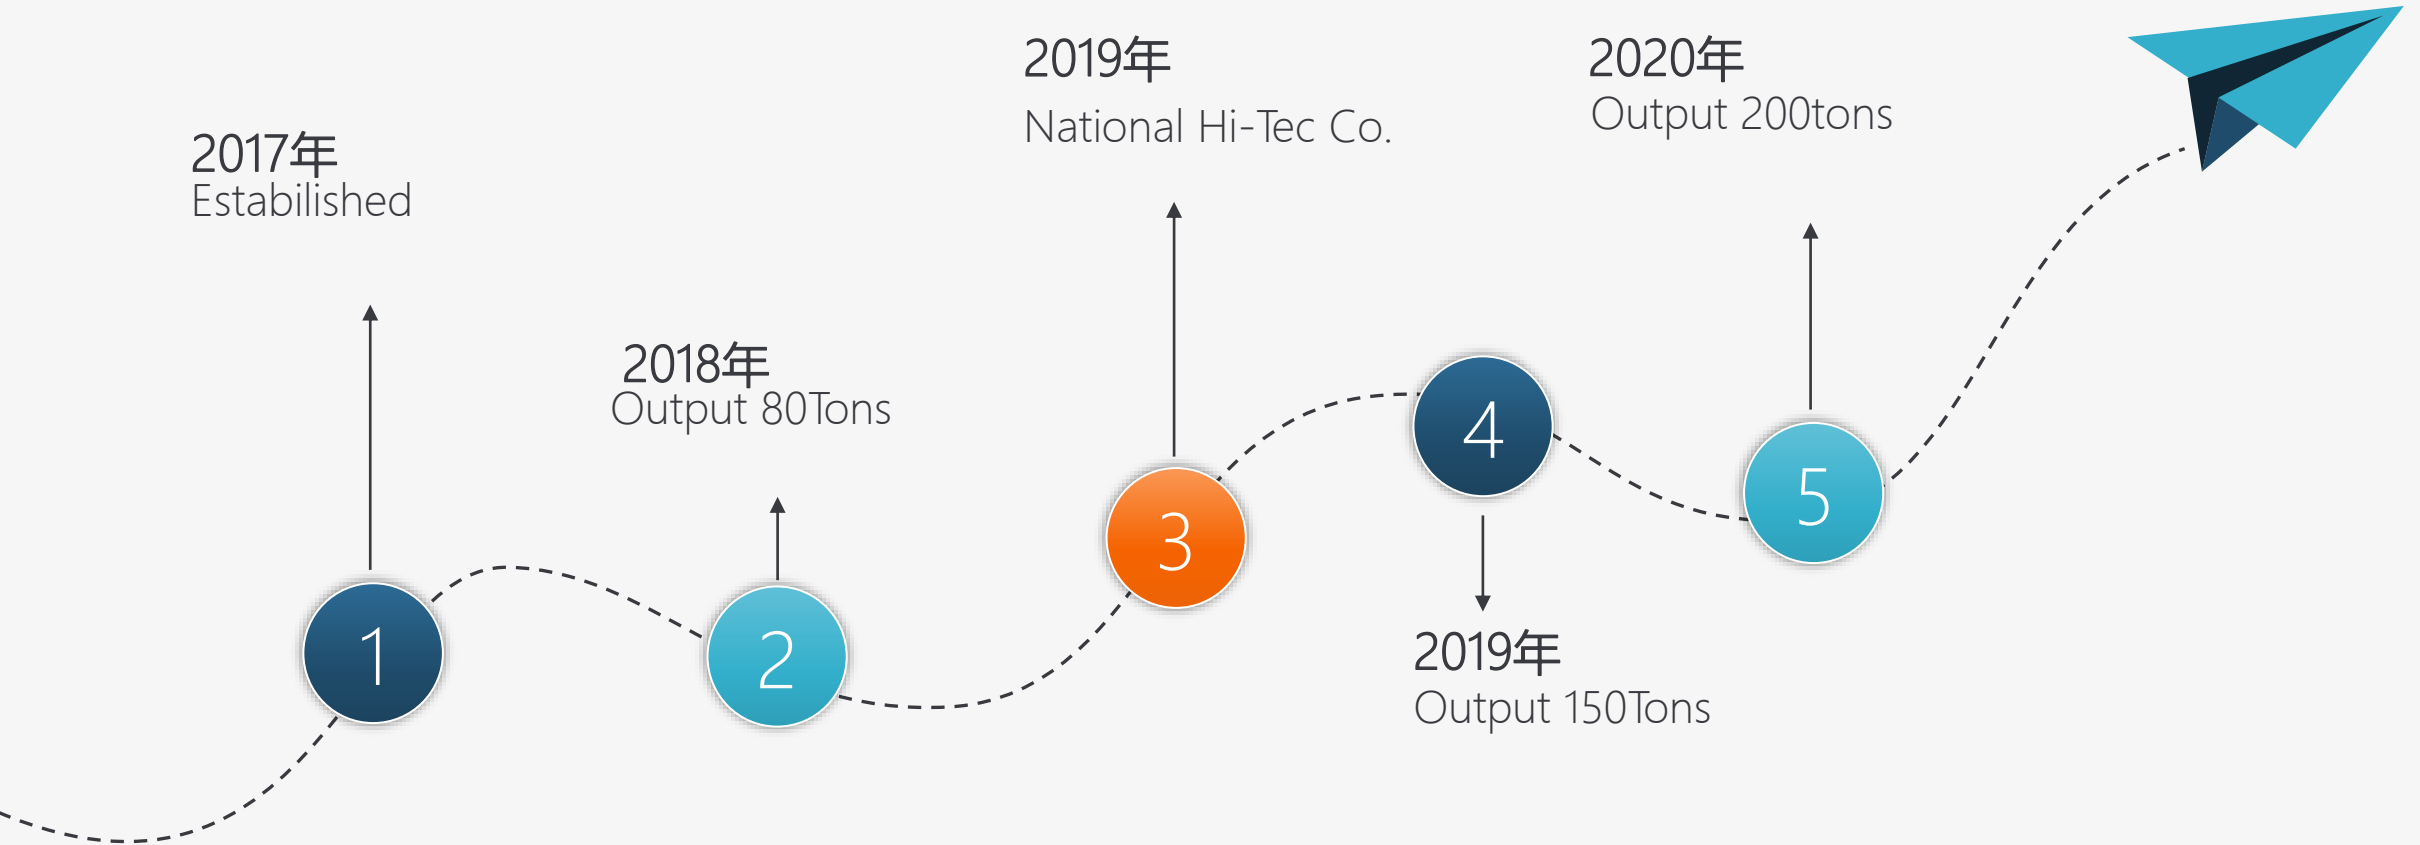 2017年
Estabilished
1
2018年
Output 80Tons
2
2019年
National Hi-Tec Co.
3
4
2019年
Output 150Tons
2020年
Output 200tons
5